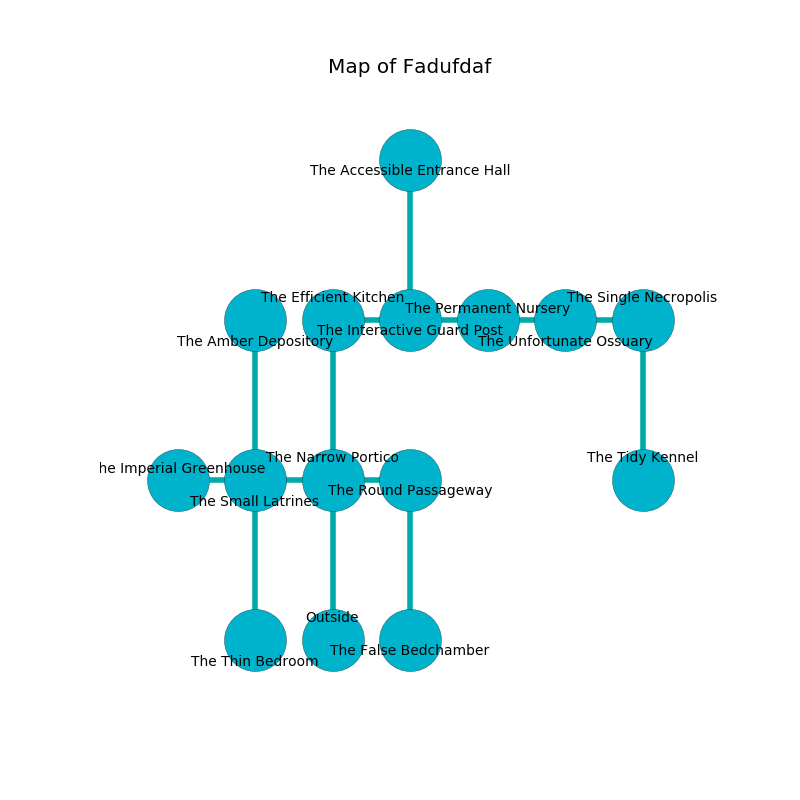 Map of Fadufdaf
The Accessible Entrance Hall
The Efficient Kitchen
The Single Necropolis
The Permanent Nursery
The Interactive Guard Post
The Amber Depository
The Unfortunate Ossuary
The Narrow Portico
The Tidy Kennel
he Imperial Greenhouse
The Round Passageway
The Small Latrines
Outside
The False Bedchamber
The Thin Bedroom